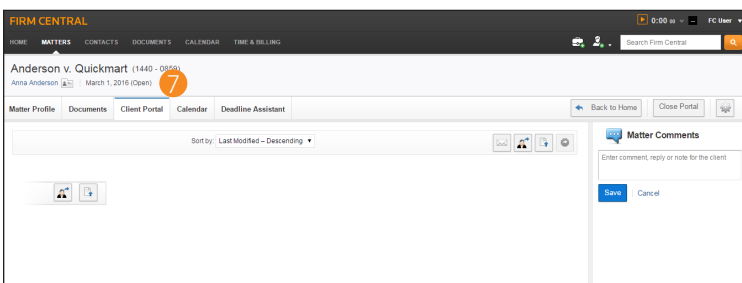 FIRM CENTRAL
0:00:00
FC User
HOME MATTERS CONTACTS DOCUMENTS CALENDAR TIME & BILLING
Search Firm Central
Anderson v. Quickmart (1440 - 0859)
Anna Anderson March 1, 2016 (Open)
7
Matter Profile Documents Client Portal Calendar Deadline Assistant
Back to Home Close Portal
Sort by: Last Modified – Descending
Matter Comments
Enter comment, reply or note for the client
Save Cancel